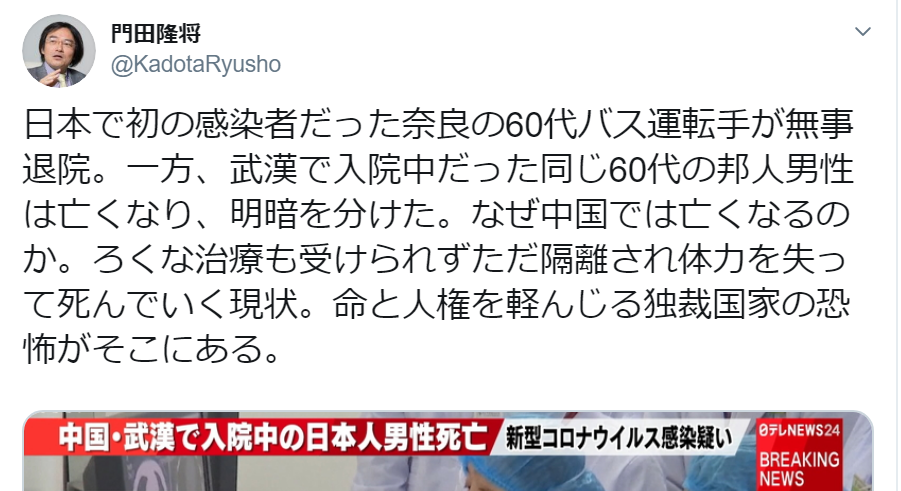 門田隆将
@KadotaRyusho
日本で初の感染者だった奈良の60代バス運転手が無事
退院。一方、武漢で入院中だった同じ60代の邦人男性
は亡くなり、明暗を分けた。なぜ中国では亡くなるの
か。ろくな治療も受けられずただ隔離され体力を失っ
て死んでいく現状。命と人権を軽んじる独裁国家の恐
怖がそこにある。
中国・武漢で入院中の日本人男性死亡 新型コロナウイルス感染疑い
日テレNEWS24
BREAKING
NEWS